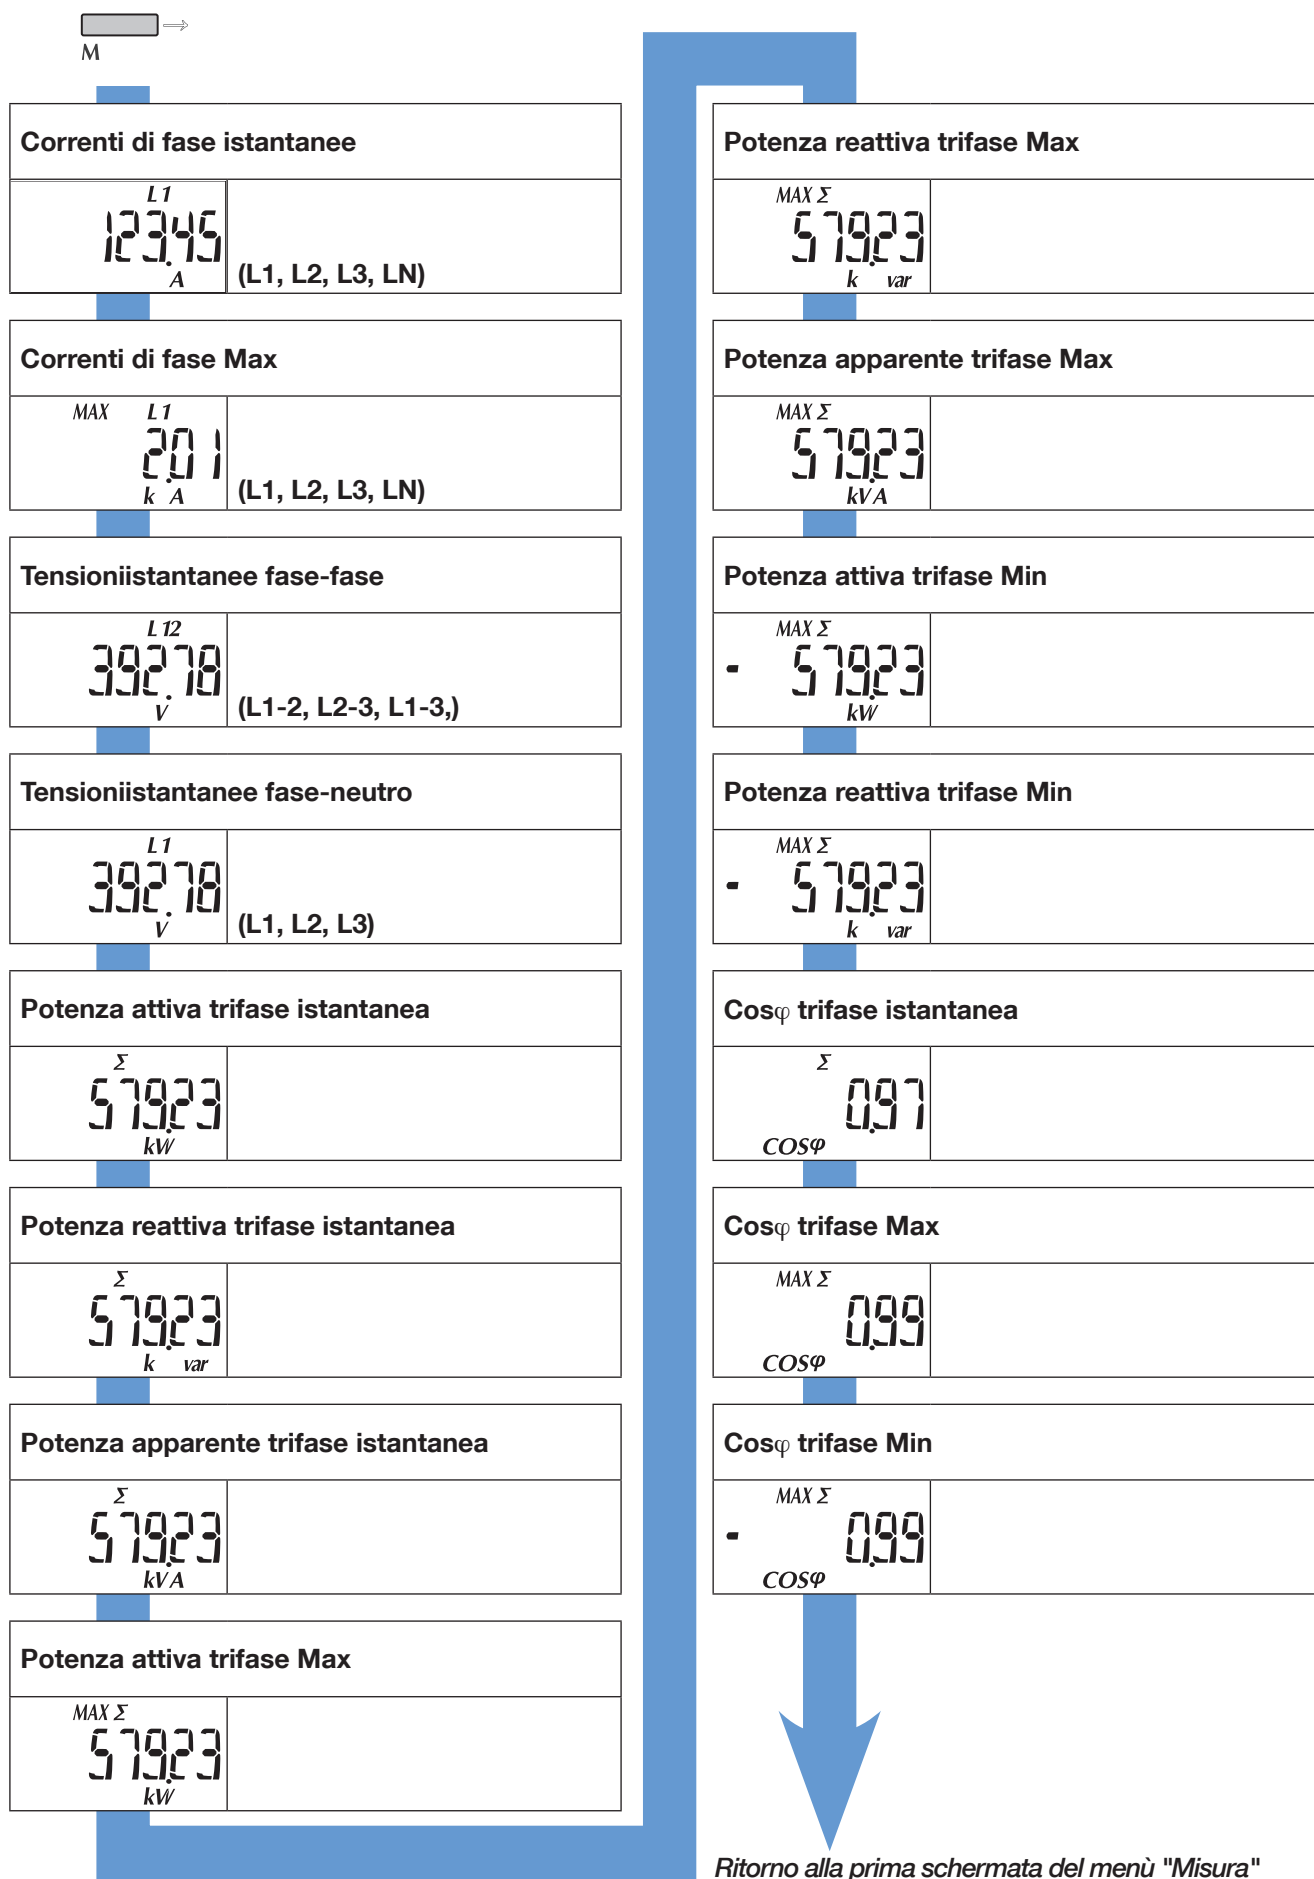 M
Correnti di fase istantanee
L1
123.45
A
(L1, L2, L3, LN)
Correnti di fase Max
MAX L1
2.01
k A
(L1, L2, L3, LN)
Tensioniistantanee fase-fase
L12
392.78
V
(L1-2, L2-3, L1-3,)
Tensioniistantanee fase-neutro
L1
392.78
V
(L1, L2, L3)
Potenza attiva trifase istantanea
Σ
579.23
kW
Potenza reattiva trifase istantanea
Σ
579.23
k var
Potenza apparente trifase istantanea
Σ
579.23
kVA
Potenza attiva trifase Max
MAX Σ
579.23
kW
Potenza reattiva trifase Max
MAX Σ
579.23
k var
Potenza apparente trifase Max
MAX Σ
579.23
kVA
Potenza attiva trifase Min
MAX Σ
- 579.23
kW
Potenza reattiva trifase Min
MAX Σ
- 579.23
k var
Cosφ trifase istantanea
Σ
0.97
COSφ
Cosφ trifase Max
MAX Σ
0.99
COSφ
Cosφ trifase Min
MAX Σ
- 0.99
COSφ
Ritorno alla prima schermata del menù "Misura"